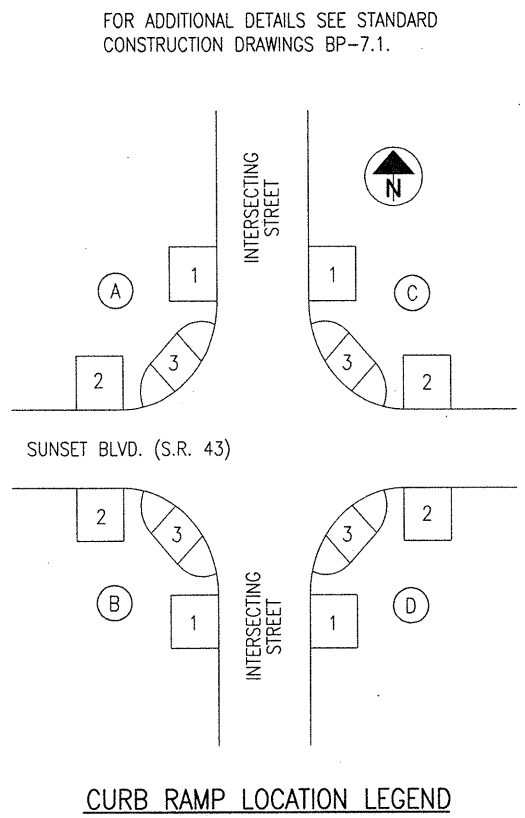 FOR ADDITIONAL DETAILS SEE STANDARD
CONSTRUCTION DRAWINGS BP-7.1.
INTERSECTING
STREET
N
1
1
A
C
3
3
2
2
SUNSET BLVD. (S.R. 43)
2
2
3
3
B
D
1
1
INTERSECTING
STREET
CURB RAMP LOCATION LEGEND